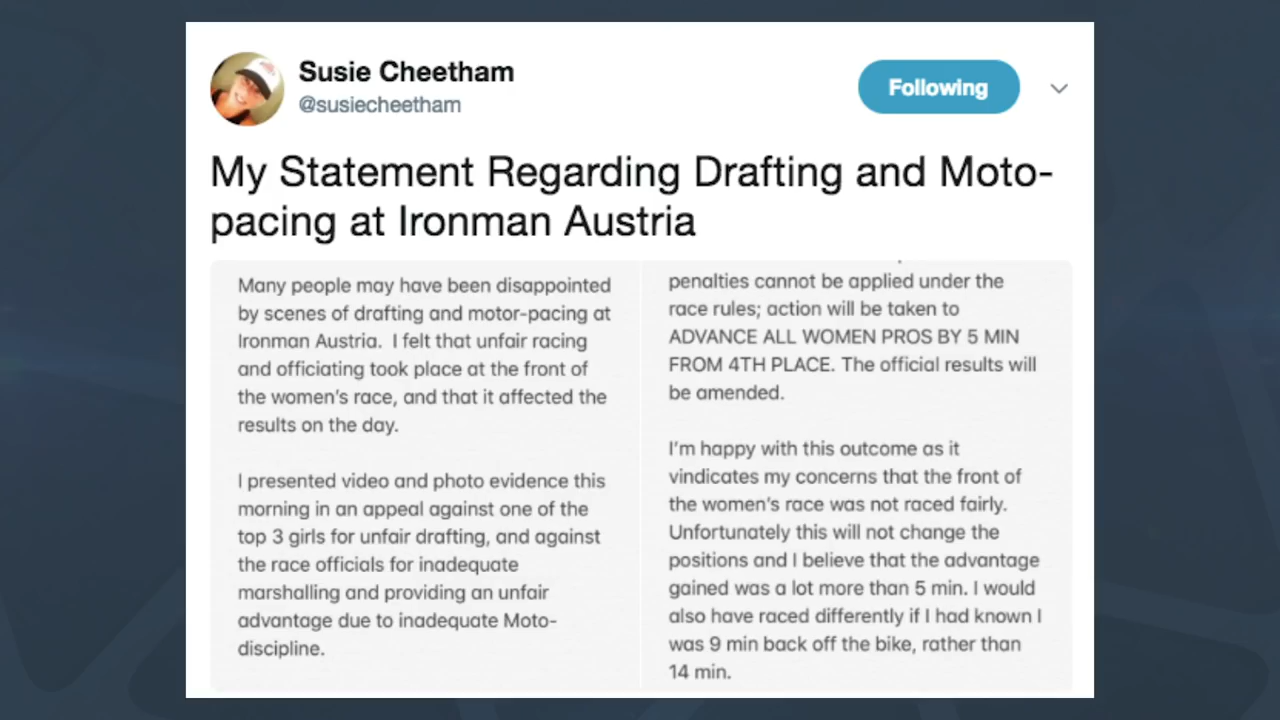 Susie Cheetham
@susiecheetham
Following
My Statement Regarding Drafting and Moto-
pacing at Ironman Austria
Many people may have been disappointed
by scenes of drafting and motor-pacing at
Ironman Austria.  I felt that unfair racing
and officiating took place at the front of
the women's race, and that it affected the
results on the day.
I presented video and photo evidence this
morning in an appeal against one of the
top 3 girls for unfair drafting, and against
the race officials for inadequate
marshalling and providing an unfair
advantage due to inadequate Moto-
discipline.
penalties cannot be applied under the
race rules; action will be taken to
ADVANCE ALL WOMEN PROS BY 5 MIN
FROM 4TH PLACE. The official results will
be amended.
I'm happy with this outcome as it
vindicates my concerns that the front of
the women's race was not raced fairly.
Unfortunately this will not change the
positions and I believe that the advantage
gained was a lot more than 5 min. I would
also have raced differently if I had known I
was 9 min back off the bike, rather than
14 min.